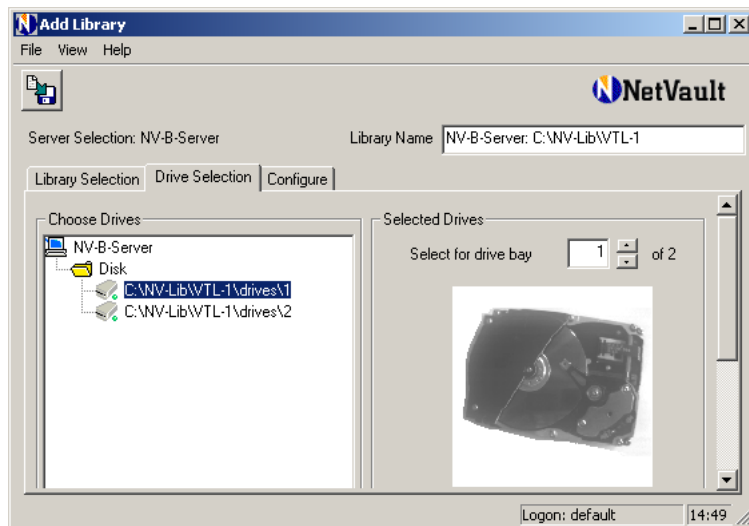 Add Library
File View Help
NetVault
Server Selection: NV-B-Server
Library Name NV-B-Server: C:\NV-Lib\VTL-1
Library Selection Drive Selection Configure
Choose Drives
NV-B-Server
Disk
C:\NV-Lib\VTL-1\drives\1
C:\NV-Lib\VTL-1\drives\2
Selected Drives
Select for drive bay 1 of 2
Logon: default 14:49